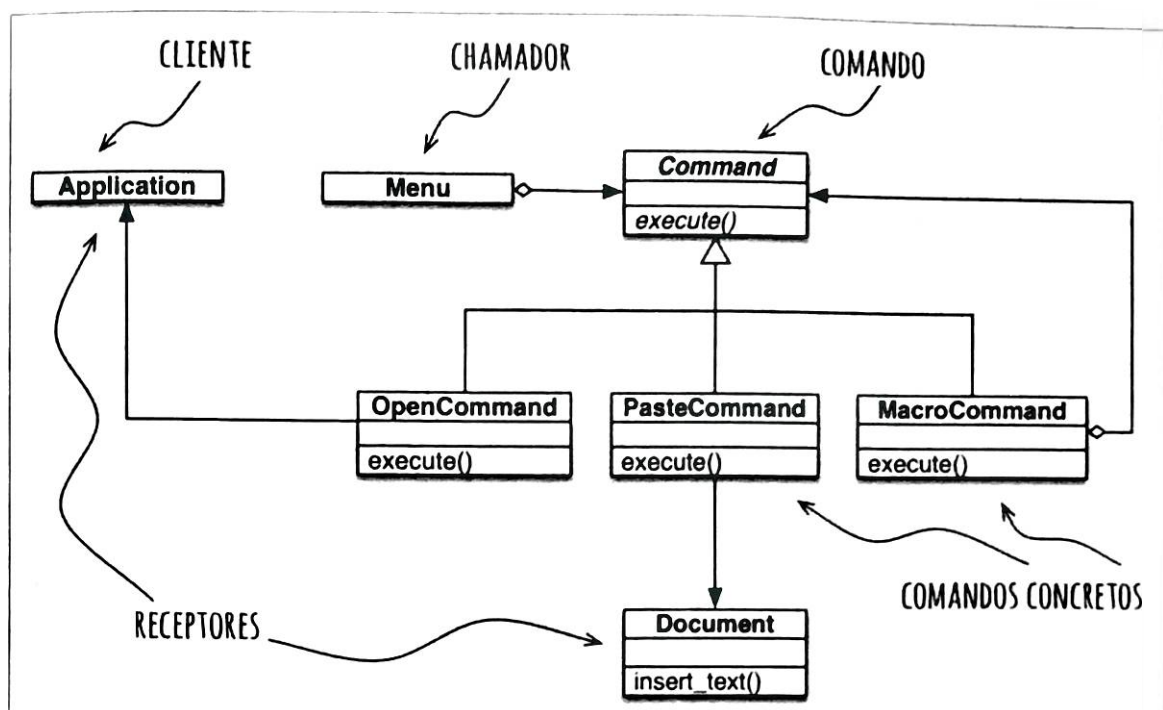 CLIENTE
CHAMADOR
COMANDO
Application
Menu
Command
execute()
OpenCommand
execute()
PasteCommand
execute()
MacroCommand
execute()
COMANDOS CONCRETOS
RECEPTORES
Document
insert_text()